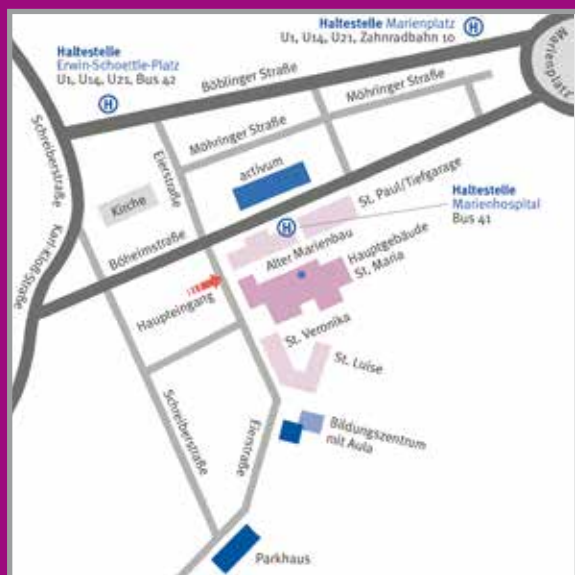 Haltestelle Marienplatz
U1, U14, U21, Zahnradbahn 10
Haltestelle
Erwin-Schoettle-Platz
U1, U14, U21, Bus 42
H
H
Marienplatz
Böblinger Straße
Möhringer Straße
Möhringer Straße
Schreiberstraße
Karl-Kloß-Straße
Eierstraße
activum
Kirche
Böheimstraße
St. Paul/Tiefgarage
Haltestelle
Marienhospital
Bus 41
H
Alter Marienbau
Hauptgebäude
St. Maria
Haupteingang
St. Veronika
St. Luise
Schreiberstraße
Eierstraße
Bildungszentrum
mit Aula
Parkhaus